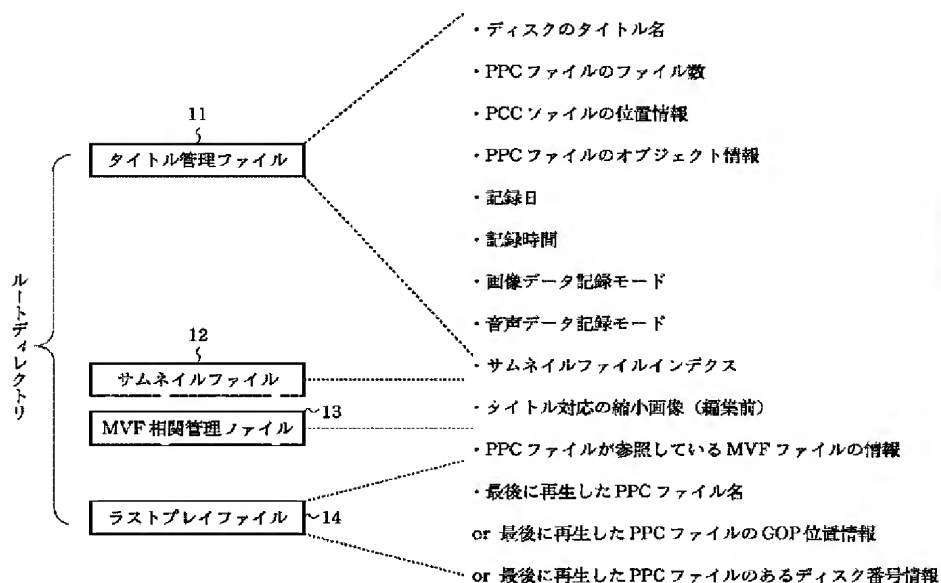 ・ディスクのタイトル名
・PPCファイルのファイル数
11
・PCCソァイルの位置情報
タイトル管理ファイル
・PPCファイルのオブジェクト情報
・記録日
・記録時間
ルートディレクトリ
・画像データ記録モード
・音声データ記録モード
12
・サムネイルファイルインデクス
サムネイルファイル
・タイトル対応の縮小画像（編集前）
13
MVF相関管理ノァイル
・PPCファイルが参照しているMVFファイルの情報
・最後に再生したPPCファイル名
ラストプレイファイル
14
or 最後に再生したPPCファイルのGOP位置情報
or 最後に再生したPPCファイルのあるディスク番号情報